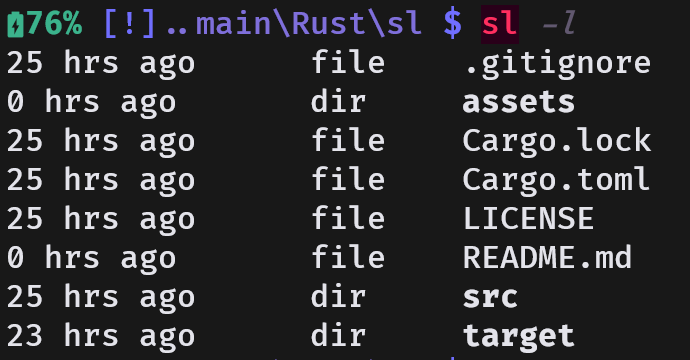 76% [!]..main\Rust\sl $ sl -l
25 hrs ago      file    .gitignore
0 hrs ago       dir     assets
25 hrs ago      file    Cargo.lock
25 hrs ago      file    Cargo.toml
25 hrs ago      file    LICENSE
0 hrs ago       file    README.md
25 hrs ago      dir     src
23 hrs ago      dir     target